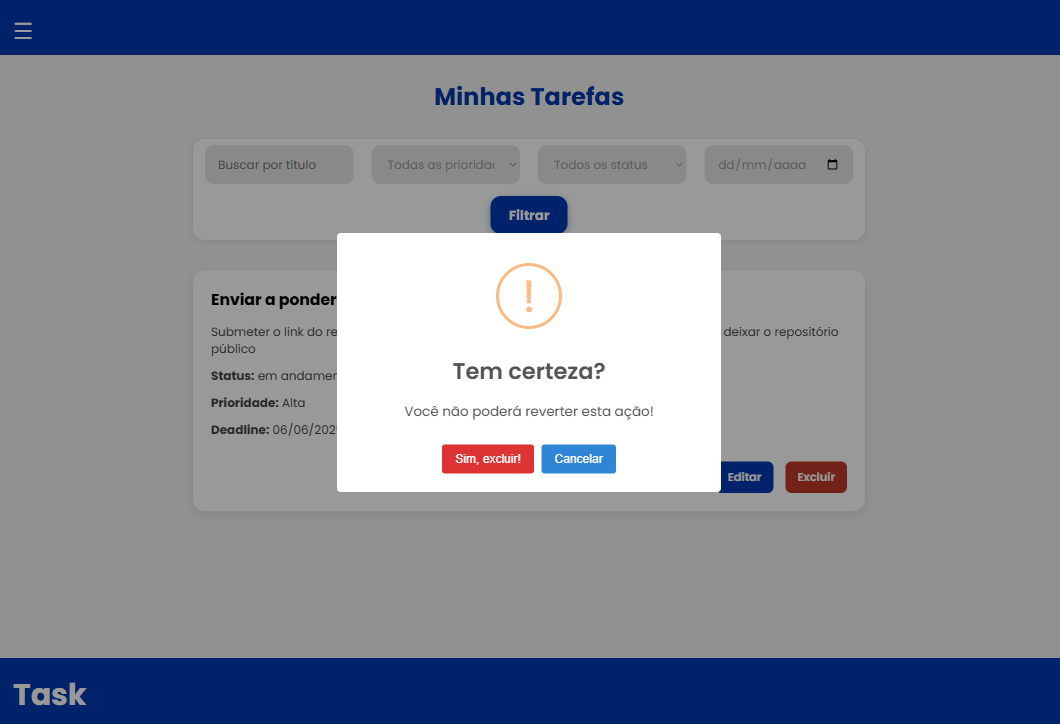 ☰
Minhas Tarefas
Buscar por título
Todas as priorida
Todos os status
dd/mm/aaaa
Filtrar
Enviar a ponder
Submeter o link do re
deixar o repositório
público
Status: em andamen
Prioridade: Alta
Deadline: 06/06/202
!
Tem certeza?
Você não poderá reverter esta ação!
Sim, excluir!
Cancelar
Editar
Excluir
Task